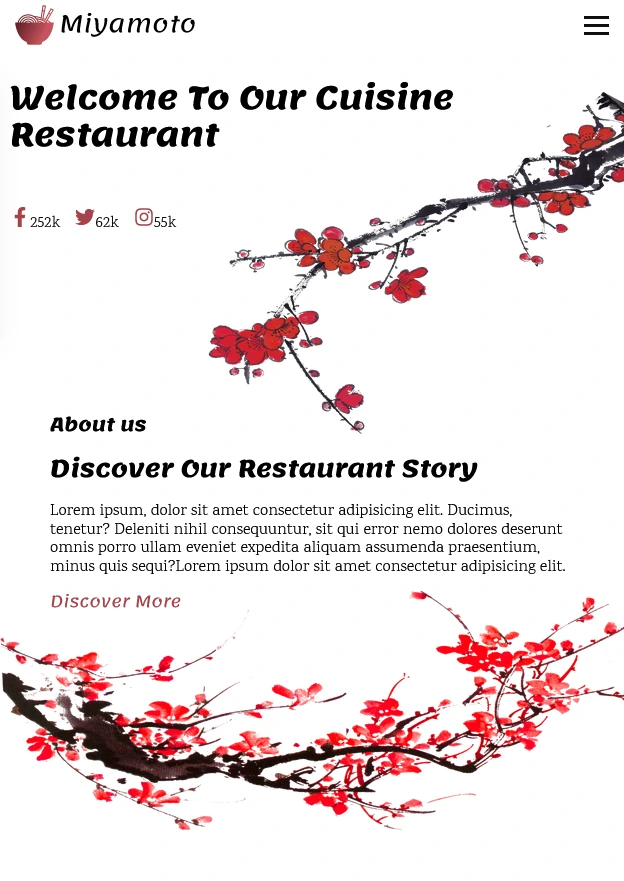 Miyamoto
Welcome To Our Cuisine
Restaurant
252k 62k 55k
About us
Discover Our Restaurant Story
Lorem ipsum, dolor sit amet consectetur adipisicing elit. Ducimus,
tenetur? Deleniti nihil consequuntur, sit qui error nemo dolores deserunt
omnis porro ullam eveniet expedita aliquam assumenda praesentium,
minus quis sequi?Lorem ipsum dolor sit amet consectetur adipisicing elit.
Discover More